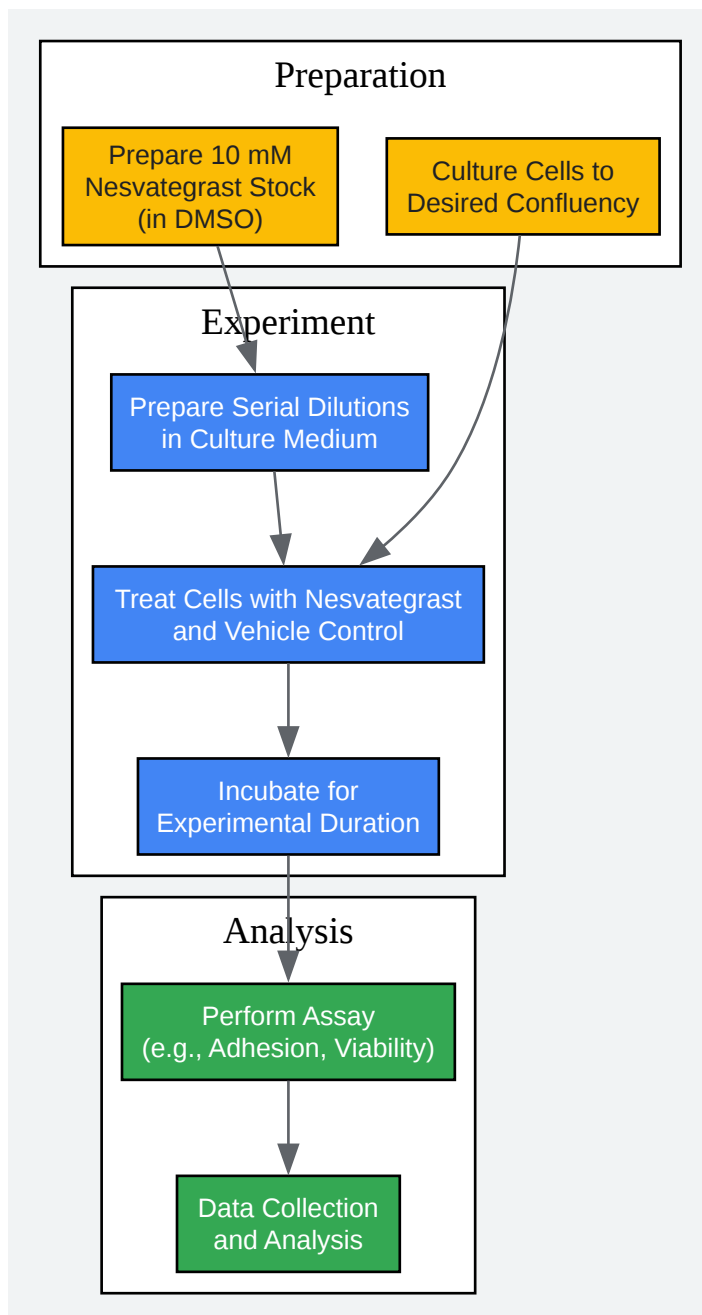 Preparation
Prepare 10 mM
Nesvategrast Stock
(in DMSO)
Culture Cells to
Desired Confluency
Experiment
Prepare Serial Dilutions
in Culture Medium
Treat Cells with Nesvategrast
and Vehicle Control
Incubate for
Experimental Duration
Analysis
Perform Assay
(e.g., Adhesion, Viability)
Data Collection
and Analysis